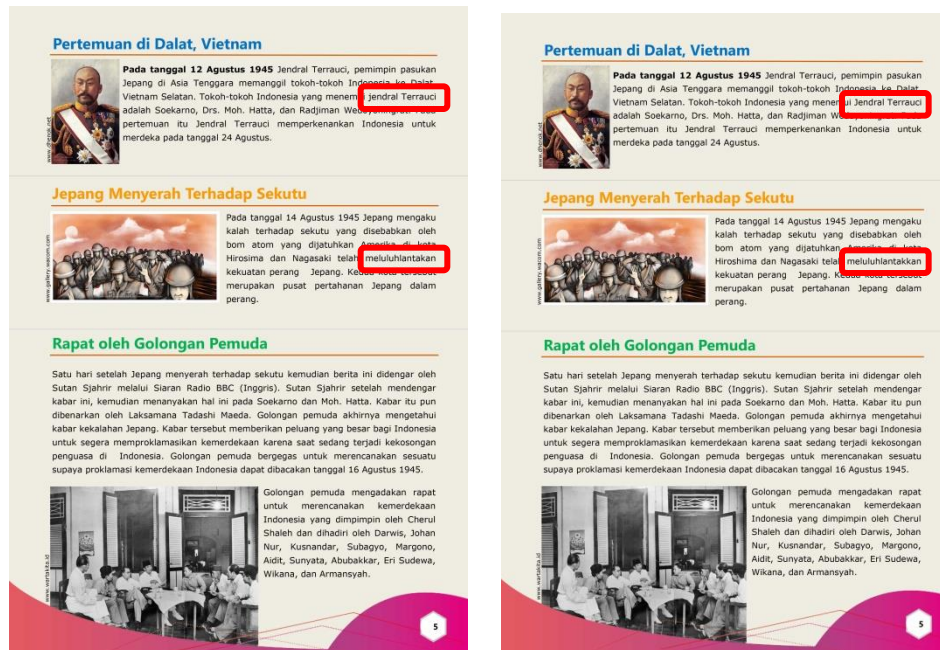 Pertemuan di Dalat, Vietnam
Pada tanggal 12 Agustus 1945 Jendral Terrauci, pemimpin pasukan
Jepang di Asia Tenggara memanggil tokoh-tokoh Indonesia ke Dalat,
Vietnam Selatan. Tokoh-tokoh Indonesia yang menemui jendral Terrauci
adalah Soekarno, Drs. Moh. Hatta, dan Radjiman
pertemuan itu Jendral Terrauci memperkenankan Indonesia untuk
merdeka pada tanggal 24 Agustus.
Jepang Menyerah Terhadap Sekutu
www.gallery.wacom.com
Pada tanggal 14 Agustus 1945 Jepang mengaku
kalah terhadap sekutu yang disebabkan oleh
bom atom yang dijatuhkan Amerika di kota
Hirosima dan Nagasaki telah meluluhlantakan
kekuatan perang Jepang. Kedua kota tersebut
merupakan pusat pertahanan Jepang dalam
perang.
Rapat oleh Golongan Pemuda
Satu hari setelah Jepang menyerah terhadap sekutu kemudian berita ini didengar oleh
Sutan Sjahrir melalui Siaran Radio BBC (Inggris). Sutan Sjahrir setelah mendengar
kabar ini, kemudian menanyakan hal ini pada Soekarno dan Moh. Hatta. Kabar itu pun
dibenarkan oleh Laksamana Tadashi Maeda. Golongan pemuda akhirnya mengetahui
kabar kekalahan Jepang. Kabar tersebut memberikan peluang yang besar bagi Indonesia
untuk segera memproklamasikan kemerdekaan karena saat sedang terjadi kekosongan
penguasa di Indonesia. Golongan pemuda bergegas untuk merencanakan sesuatu
supaya proklamasi kemerdekaan Indonesia dapat dibacakan tanggal 16 Agustus 1945.
www.wartakita.id
Golongan pemuda mengadakan rapat
untuk merencanakan kemerdekaan
Indonesia yang dimpimpin oleh Cherul
Shaleh dan dihadiri oleh Darwis, Johan
Nur, Kusnandar, Subagyo, Margono,
Aidit, Sunyata, Abubakkar, Eri Sudewa,
Wikana, dan Armansyah.
5
Pertemuan di Dalat, Vietnam
Pada tanggal 12 Agustus 1945 Jendral Terrauci, pemimpin pasukan
Jepang di Asia Tenggara memanggil tokoh-tokoh Indonesia ke Dalat,
Vietnam Selatan. Tokoh-tokoh Indonesia yang menemui Jendral Terrauci
adalah Soekarno, Drs. Moh. Hatta, dan Radjiman
pertemuan itu Jendral Terrauci memperkenankan Indonesia untuk
merdeka pada tanggal 24 Agustus.
Jepang Menyerah Terhadap Sekutu
www.gallery.wacom.com
Pada tanggal 14 Agustus 1945 Jepang mengaku
kalah terhadap sekutu yang disebabkan oleh
bom atom yang dijatuhkan Amerika di kota
Hiroshima dan Nagasaki telah meluluhlantakkan
kekuatan perang Jepang. Kedua kota tersebut
merupakan pusat pertahanan Jepang dalam
perang.
Rapat oleh Golongan Pemuda
Satu hari setelah Jepang menyerah terhadap sekutu kemudian berita ini didengar oleh
Sutan Sjahrir melalui Siaran Radio BBC (Inggris). Sutan Sjahrir setelah mendengar
kabar ini, kemudian menanyakan hal ini pada Soekarno dan Moh. Hatta. Kabar itu pun
dibenarkan oleh Laksamana Tadashi Maeda. Golongan pemuda akhirnya mengetahui
kabar kekalahan Jepang. Kabar tersebut memberikan peluang yang besar bagi Indonesia
untuk segera memproklamasikan kemerdekaan karena saat sedang terjadi kekosongan
penguasa di Indonesia. Golongan pemuda bergegas untuk merencanakan sesuatu
supaya proklamasi kemerdekaan Indonesia dapat dibacakan tanggal 16 Agustus 1945.
www.wartakita.id
Golongan pemuda mengadakan rapat
untuk merencanakan kemerdekaan
Indonesia yang dimpimpin oleh Cherul
Shaleh dan dihadiri oleh Darwis, Johan
Nur, Kusnandar, Subagyo, Margono,
Aidit, Sunyata, Abubakkar, Eri Sudewa,
Wikana, dan Armansyah.
5